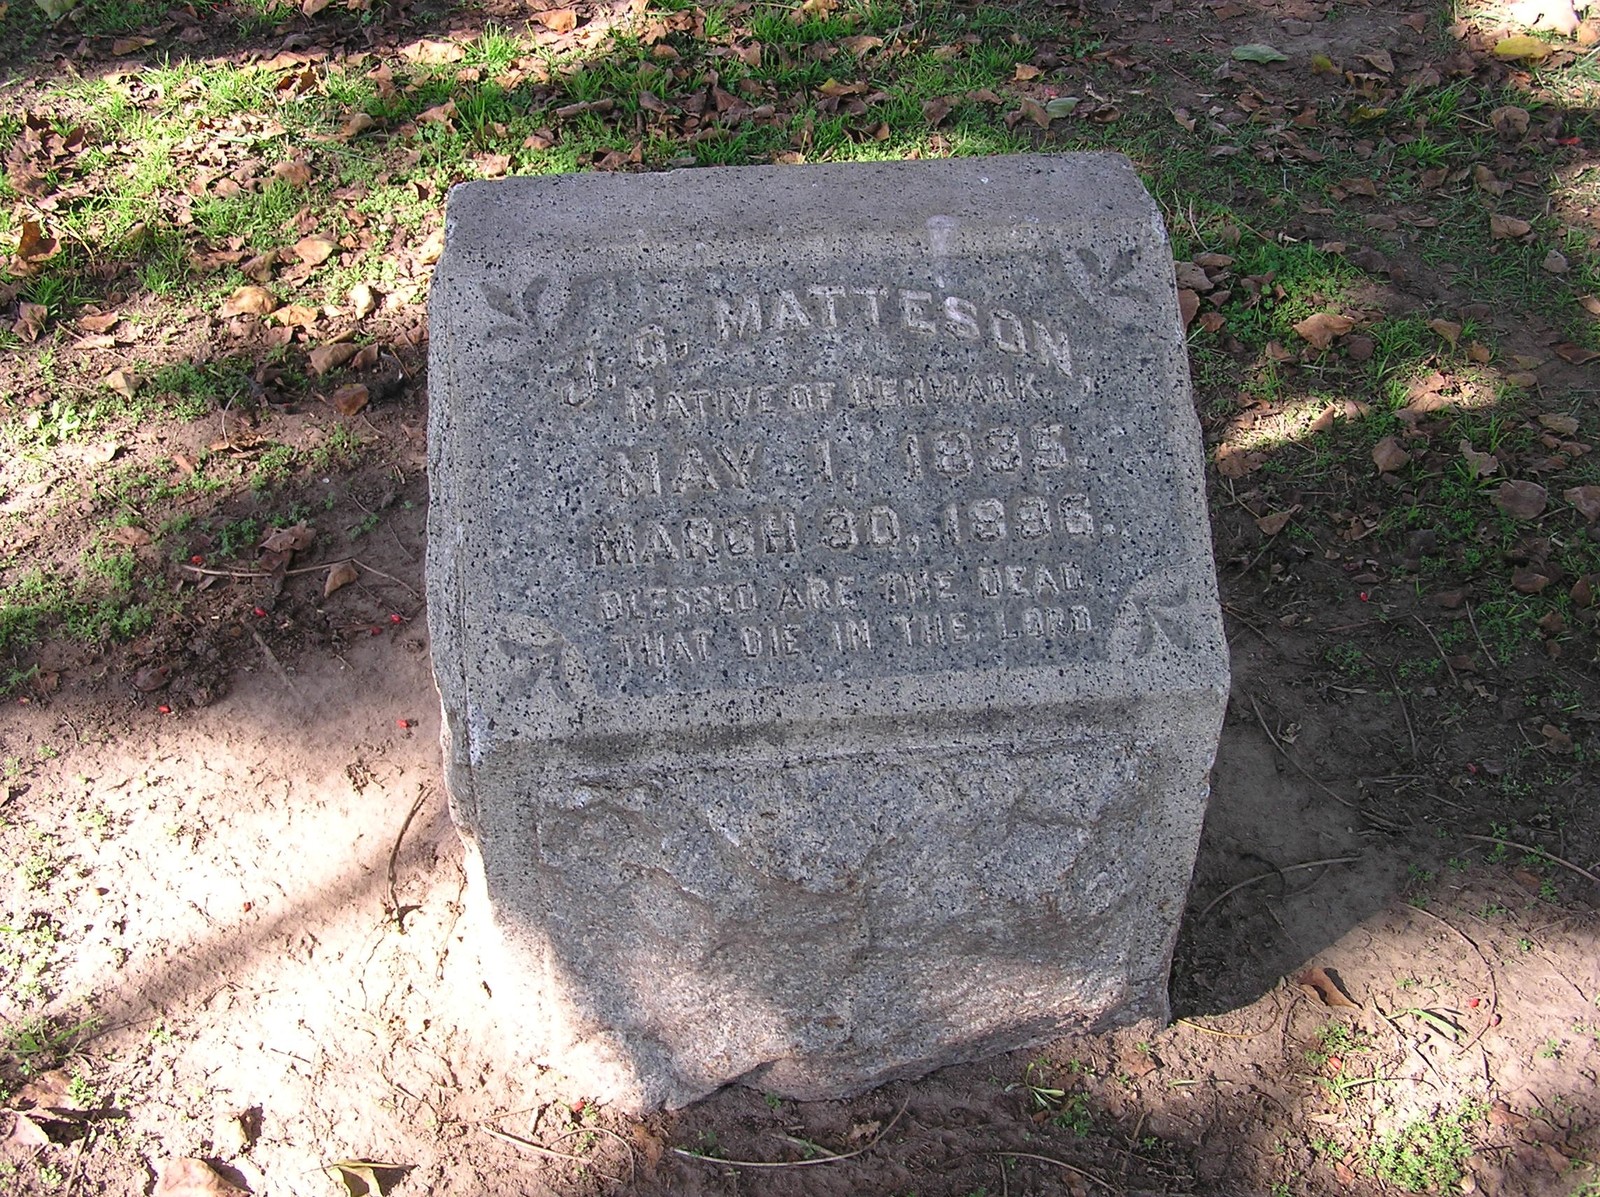 J. G. MATTESON,
NATIVE OF DENMARK.
MAY 1, 1835.
MARCH 30, 1896.
BLESSED ARE THE DEAD
THAT DIE IN THE LORD